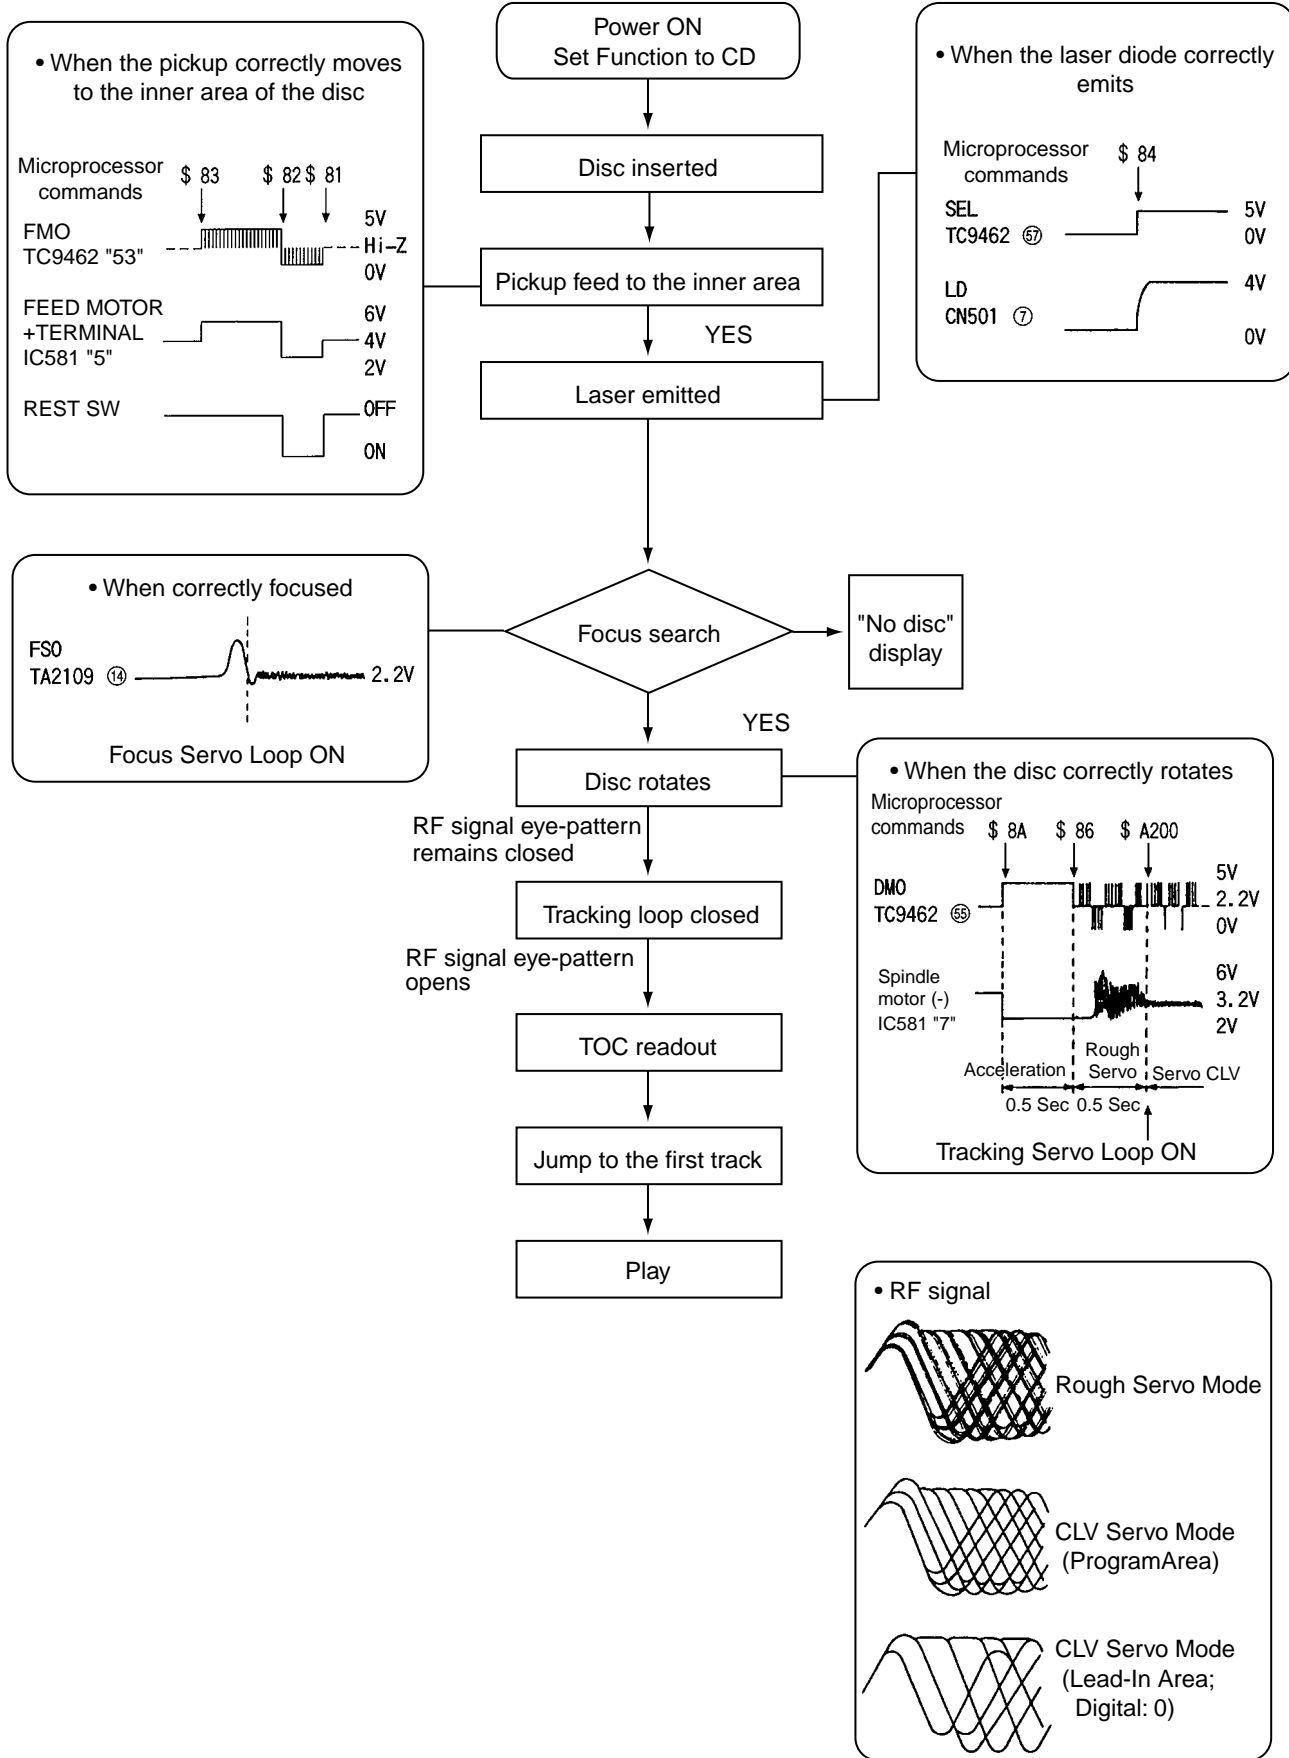 Power ON
Set Function to CD
• When the pickup correctly moves
to the inner area of the disc
Microprocessor
commands
$ 83
$ 82
$ 81
FMO
TC9462 "53"
5V
Hi-Z
0V
FEED MOTOR
+TERMINAL
IC581 "5"
6V
4V
2V
REST SW
OFF
ON
Disc inserted
Pickup feed to the inner area
YES
Laser emitted
• When the laser diode correctly
emits
Microprocessor
commands
$ 84
SEL
TC9462 57
5V
0V
LD
CN501 7
4V
0V
• When correctly focused
FSO
TA2109 14
2.2V
Focus Servo Loop ON
Focus search
"No disc"
display
YES
Disc rotates
RF signal eye-pattern
remains closed
Tracking loop closed
RF signal eye-pattern
opens
TOC readout
Jump to the first track
Play
• When the disc correctly rotates
Microprocessor
commands
$ 8A
$ 86
$ A200
DMO
TC9462 55
5V
2.2V
0V
Spindle
motor (-)
IC581 "7"
6V
3.2V
2V
Acceleration
Rough
Servo
Servo CLV
0.5 Sec
0.5 Sec
Tracking Servo Loop ON
• RF signal
Rough Servo Mode
CLV Servo Mode
(ProgramArea)
CLV Servo Mode
(Lead-In Area;
Digital: 0)